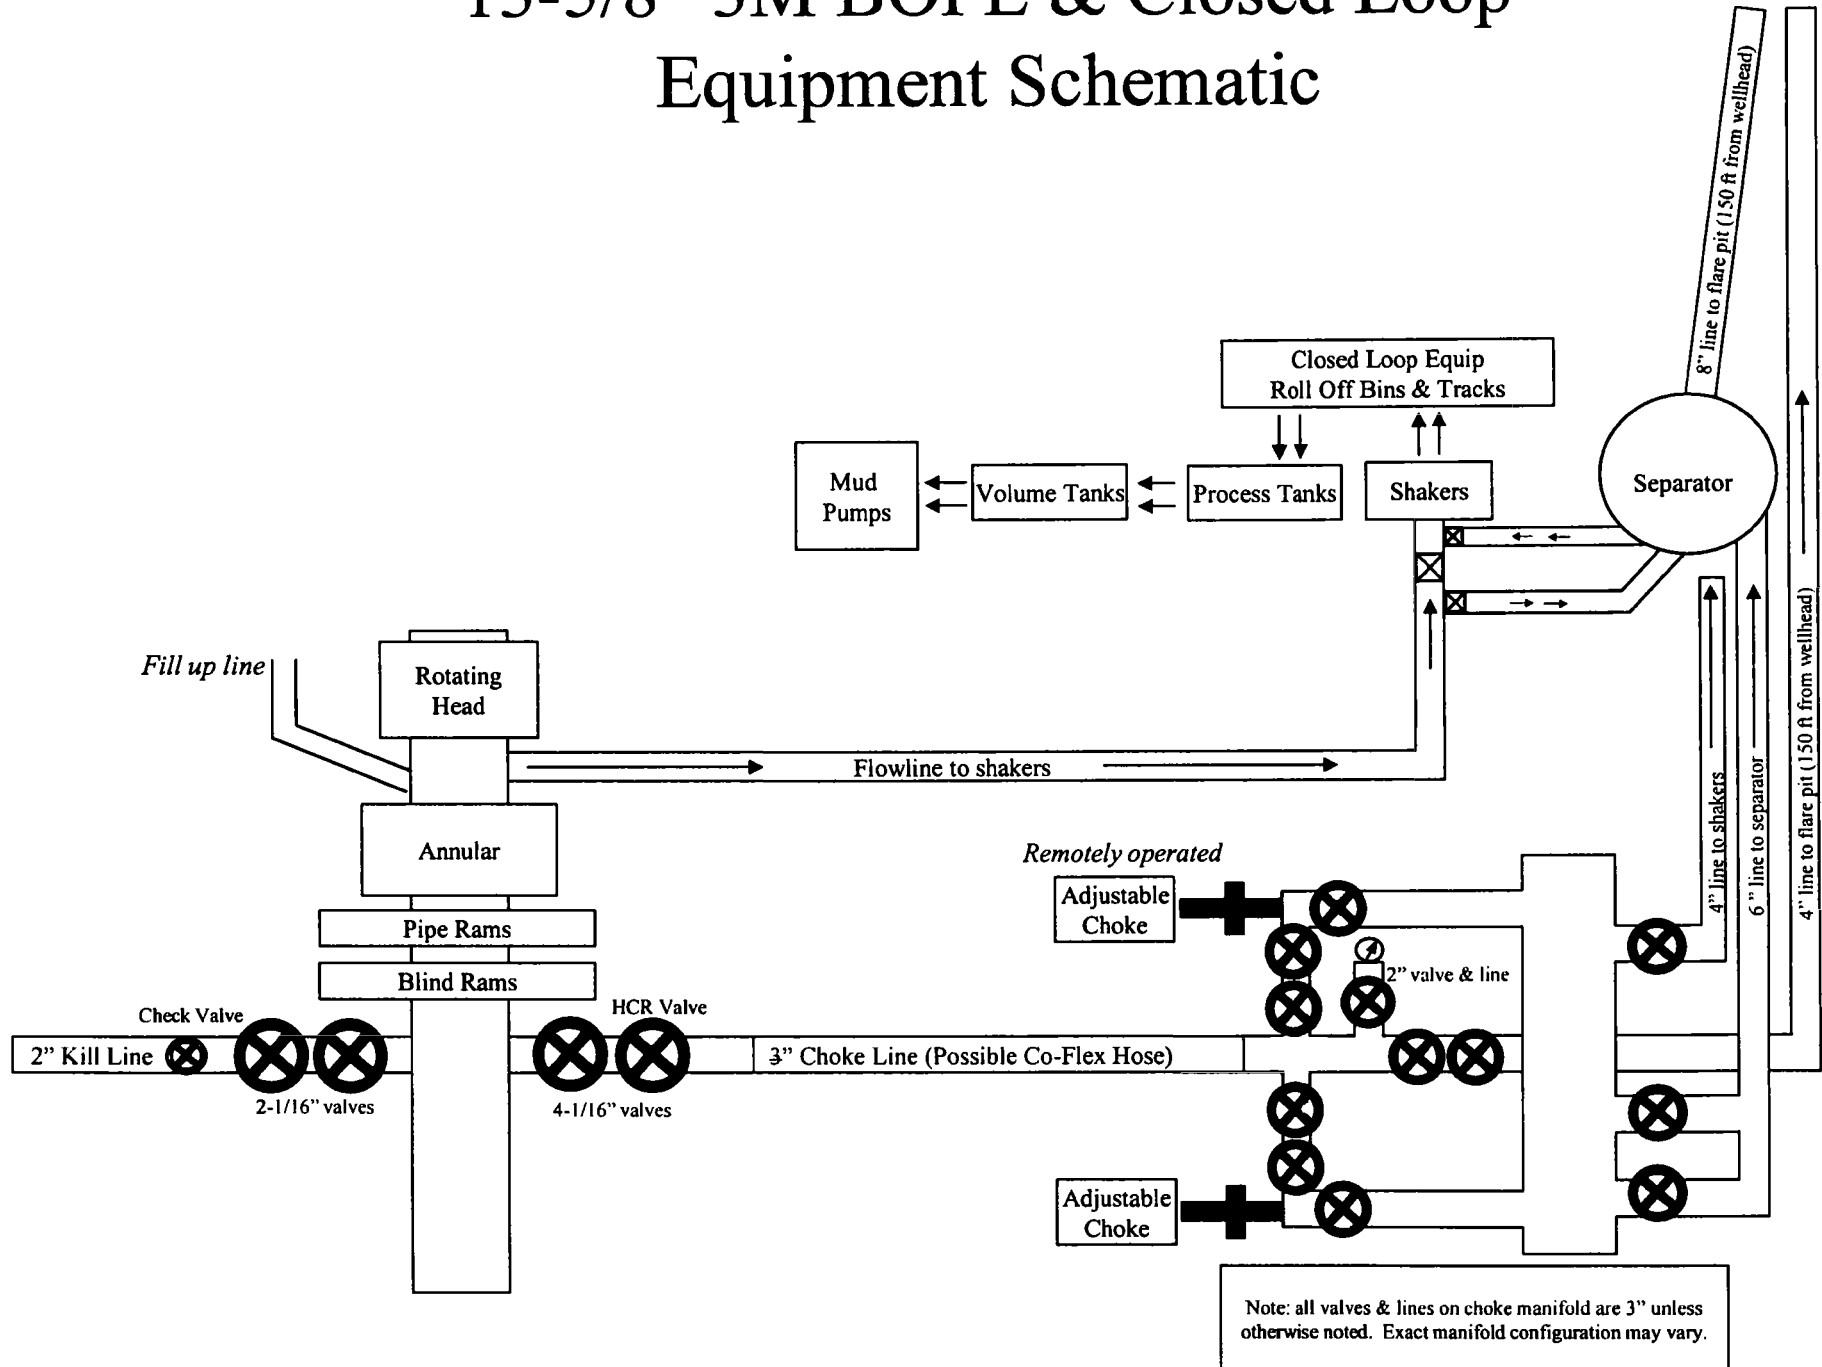 Equipment Schematic
8” line to flare pit (150 ft from wellhead)
Closed Loop Equip
Roll Off Bins & Tracks
Mud
Pumps
Volume Tanks
Process Tanks
Shakers
Separator
Fill up line
Rotating
Head
Flowline to shakers
Annular
Pipe Rams
Blind Rams
Check Valve
HCR Valve
2” Kill Line
3” Choke Line (Possible Co-Flex Hose)
2-1/16” valves
4-1/16” valves
Remotely operated
Adjustable
Choke
2” valve & line
Adjustable
Choke
4” line to shakers
6” line to separator
4” line to flare pit (150 ft from wellhead)
Note: all valves & lines on choke manifold are 3” unless
otherwise noted. Exact manifold configuration may vary.